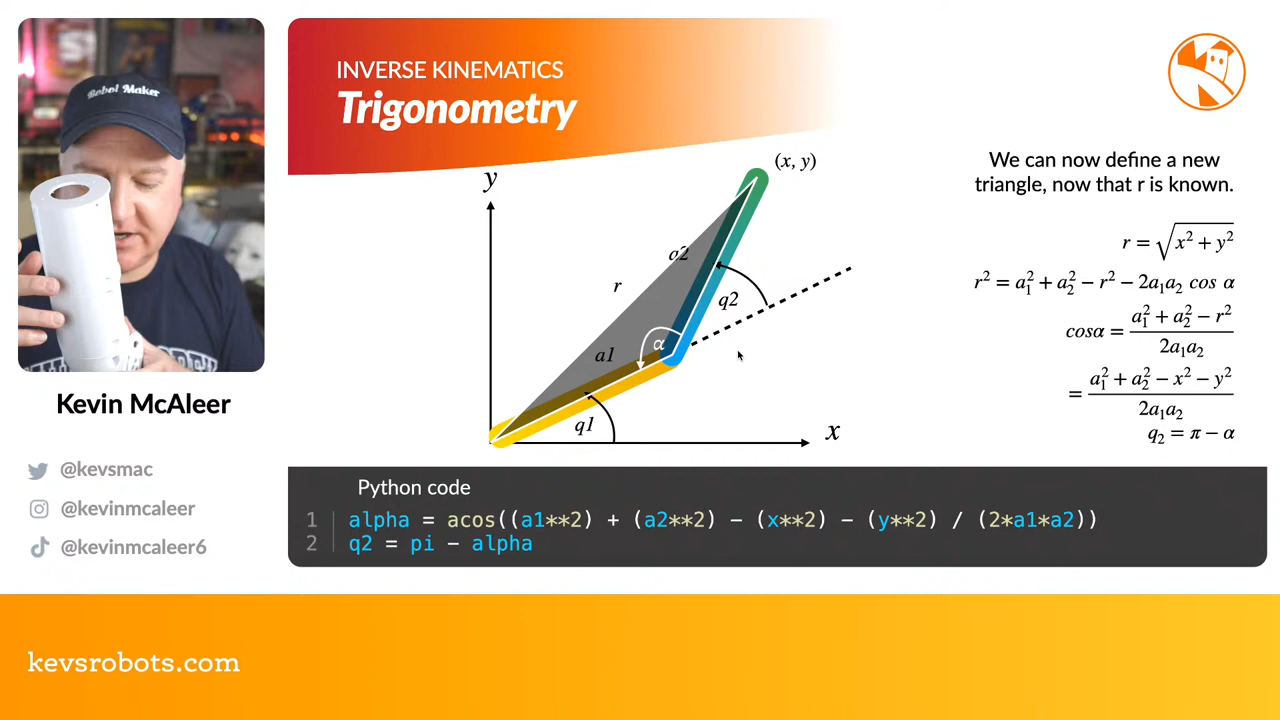 Robot Maker
Kevin McAleer
@kevsmac
@kevinmcaleer
@kevinmcaleer6
INVERSE KINEMATICS
Trigonometry
y
(x, y)
a2
r
q2
α
a1
q1
x
We can now define a new
triangle, now that r is known.
r = √(x² + y²)
r² = a₁² + a₂² − r² − 2a₁a₂ cos α
cosα = (a₁² + a₂² − r²) / 2a₁a₂
= (a₁² + a₂² − x² − y²) / 2a₁a₂
q₂ = π − α
Python code
1 alpha = acos((a1**2) + (a2**2) − (x**2) − (y**2) / (2*a1*a2))
2 q2 = pi − alpha
kevsrobots.com